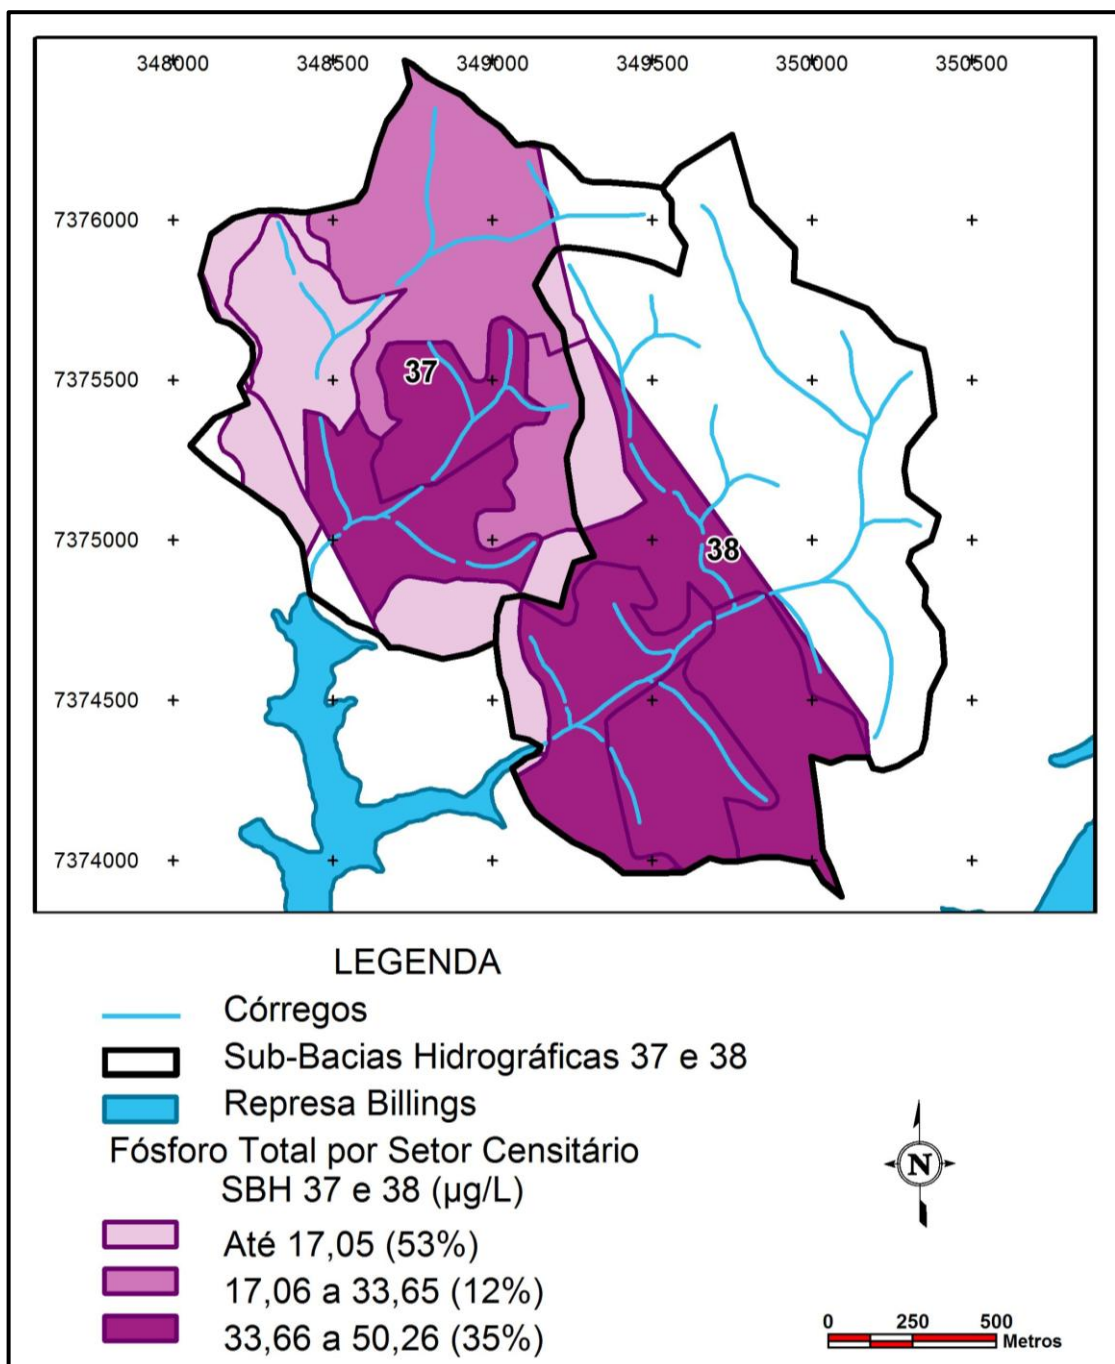 348000 348500 349000 349500 350000 350500
7376000
7375500
37
7375000
38
7374500
7374000
LEGENDA
Córregos
Sub-Bacias Hidrográficas 37 e 38
Represa Billings
Fósforo Total por Setor Censitário
SBH 37 e 38 (µg/L)
Até 17,05 (53%)
17,06 a 33,65 (12%)
33,66 a 50,26 (35%)
N
0 250 500
Metros